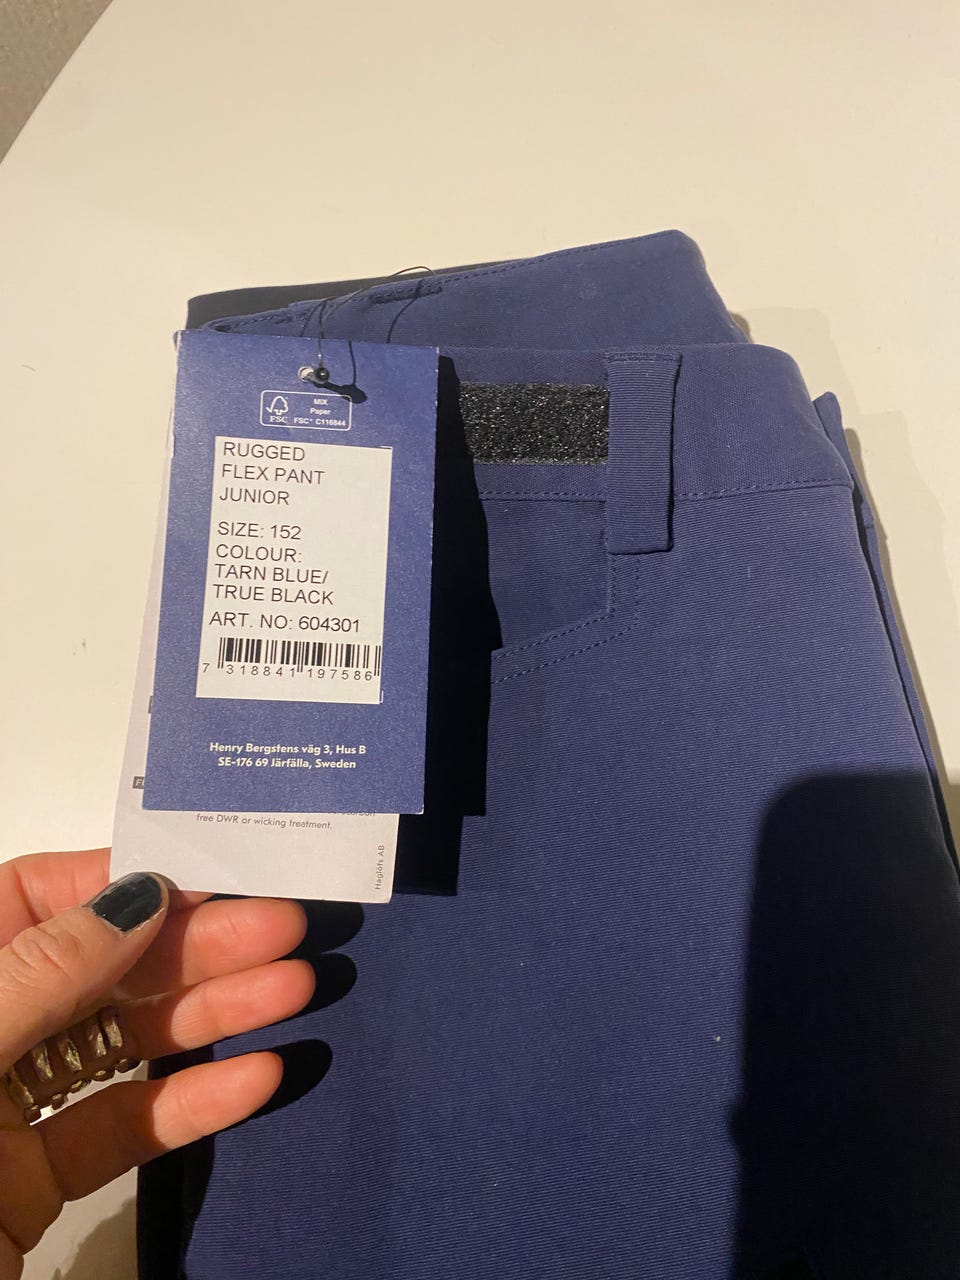 MIX
Paper
FSC
FSC® C116844
RUGGED
FLEX PANT
JUNIOR
SIZE: 152
COLOUR:
TARN BLUE/
TRUE BLACK
ART. NO: 604301
7 318841 197586
Henry Bergstens väg 3, Hus B
SE-176 69 Järfälla, Sweden
free DWR or wicking treatment.
Haglöfs AB